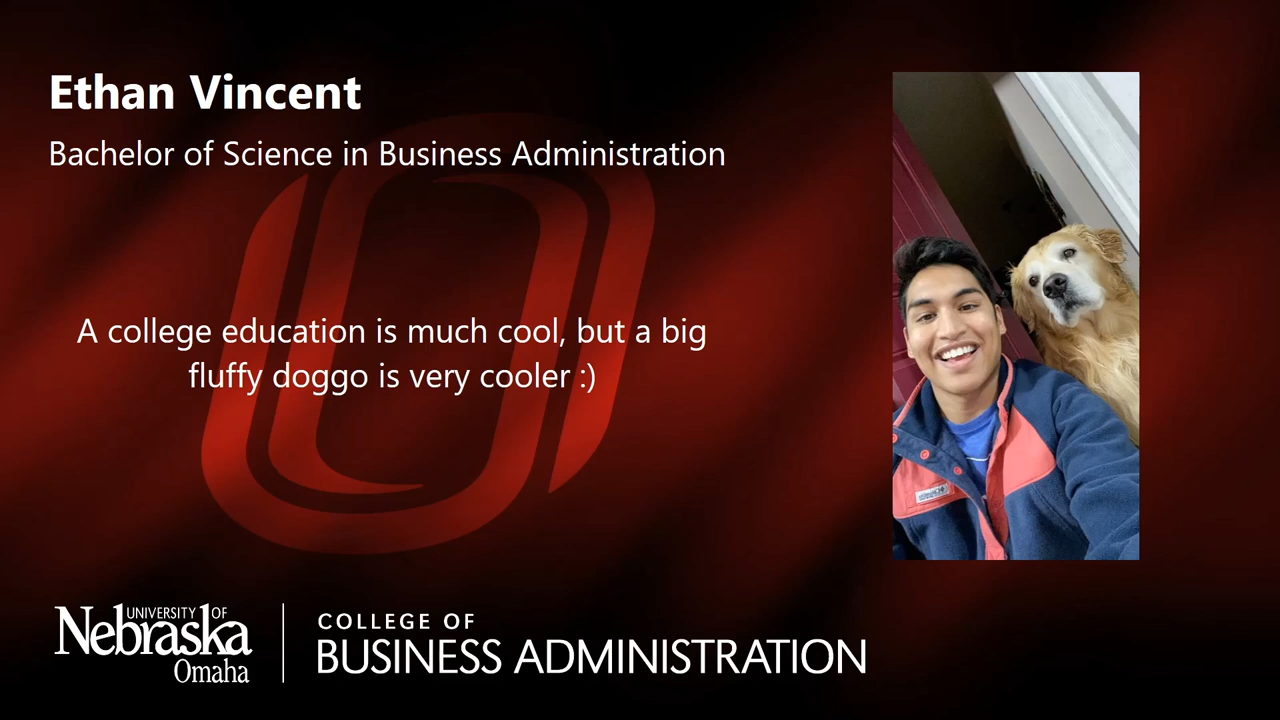 Ethan Vincent
Bachelor of Science in Business Administration
A college education is much cool, but a big
fluffy doggo is very cooler :)
UNIVERSITY OF
Nebraska
Omaha
COLLEGE OF
BUSINESS ADMINISTRATION